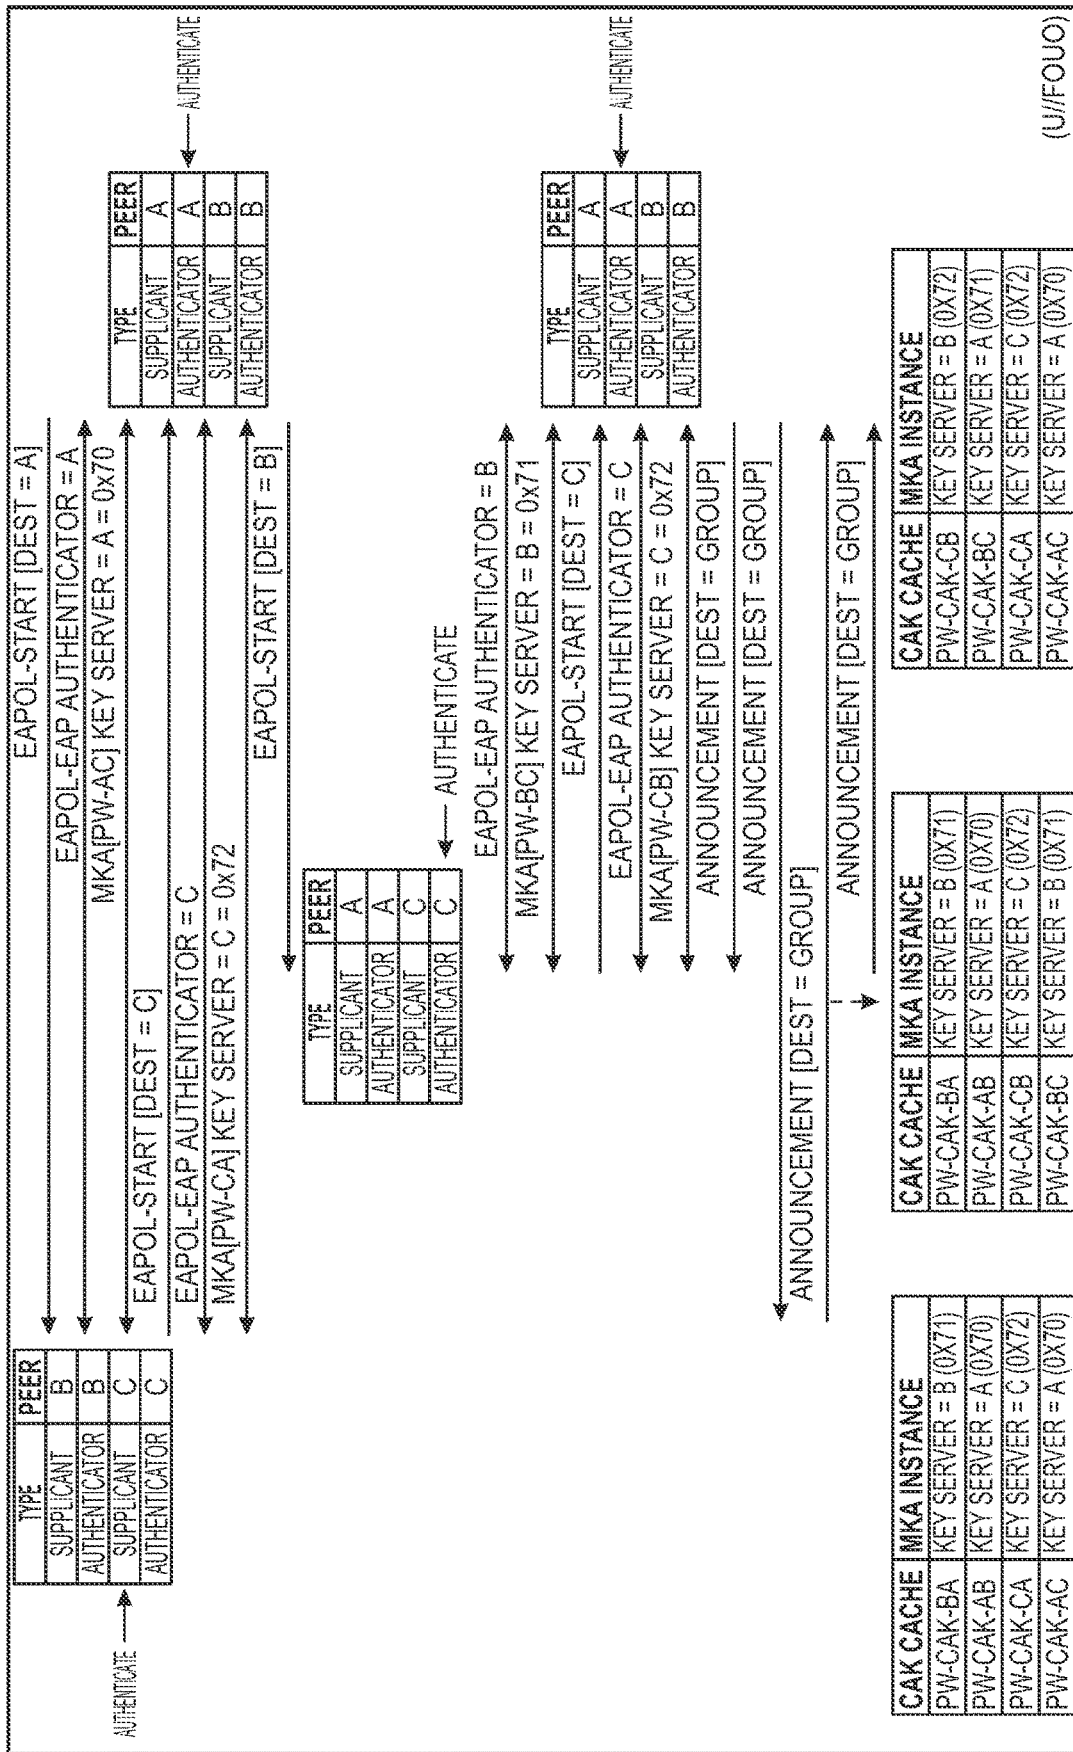 TYPE PEER
SUPPLICANT B
AUTHENTICATOR B
SUPPLICANT C
AUTHENTICATOR C
AUTHENTICATE
EAPOL-START [DEST = A]
EAPOL-EAP AUTHENTICATOR = A
MKA[PW-AC] KEY SERVER = A = 0x70
EAPOL-START [DEST = C]
EAPOL-EAP AUTHENTICATOR = C
MKA[PW-CA] KEY SERVER = C = 0x72
EAPOL-START [DEST = B]
TYPE PEER
SUPPLICANT A
AUTHENTICATOR A
SUPPLICANT B
AUTHENTICATOR B
AUTHENTICATE
TYPE PEER
SUPPLICANT A
AUTHENTICATOR A
SUPPLICANT C
AUTHENTICATOR C
AUTHENTICATE
EAPOL-EAP AUTHENTICATOR = B
MKA[PW-BC] KEY SERVER = B = 0x71
EAPOL-START [DEST = C]
EAPOL-EAP AUTHENTICATOR = C
MKA[PW-CB] KEY SERVER = C = 0x72
ANNOUNCEMENT [DEST = GROUP]
ANNOUNCEMENT [DEST = GROUP]
ANNOUNCEMENT [DEST = GROUP]
ANNOUNCEMENT [DEST = GROUP]
TYPE PEER
SUPPLICANT A
AUTHENTICATOR A
SUPPLICANT B
AUTHENTICATOR B
AUTHENTICATE
CAK CACHE MKA INSTANCE
PW-CAK-BA KEY SERVER = B (0X71)
PW-CAK-AB KEY SERVER = A (0X70)
PW-CAK-CA KEY SERVER = C (0X72)
PW-CAK-AC KEY SERVER = A (0X70)
CAK CACHE MKA INSTANCE
PW-CAK-BA KEY SERVER = B (0X71)
PW-CAK-AB KEY SERVER = A (0X70)
PW-CAK-CB KEY SERVER = C (0X72)
PW-CAK-BC KEY SERVER = B (0X71)
CAK CACHE MKA INSTANCE
PW-CAK-CB KEY SERVER = B (0X72)
PW-CAK-BC KEY SERVER = A (0X71)
PW-CAK-CA KEY SERVER = C (0X72)
PW-CAK-AC KEY SERVER = A (0X70)
(U//FOUO)